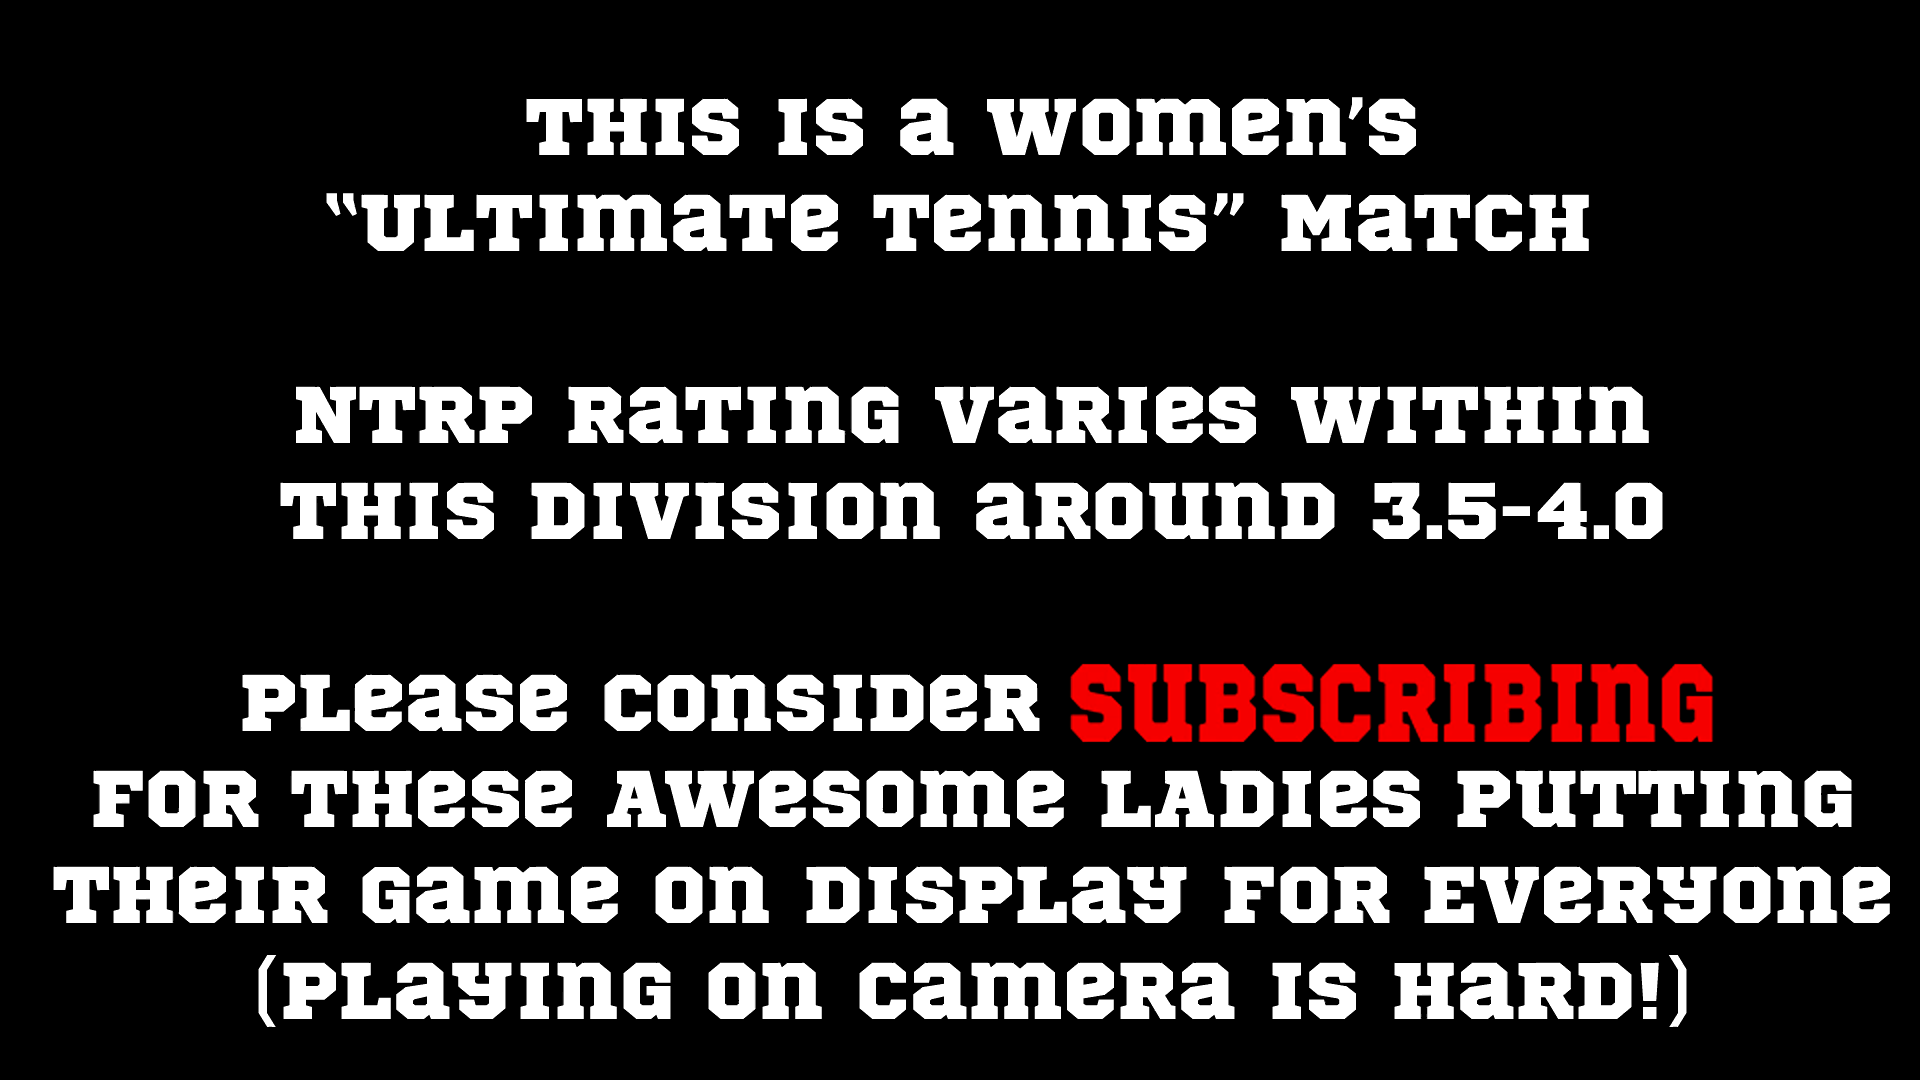 THIS IS a women's
"ULTIMATE TENNIS" MATCH
NTRP RATING VARIES WITHIN
THIS DIVISION AROUND 3.5-4.0
PLEASE CONSIDER SUBSCRIBING
FOR THESE AWESOME LADIES PUTTING
THEIR GAME ON DISPLAY FOR EVERYONE
(PLAYING ON CAMERA IS HARD!)